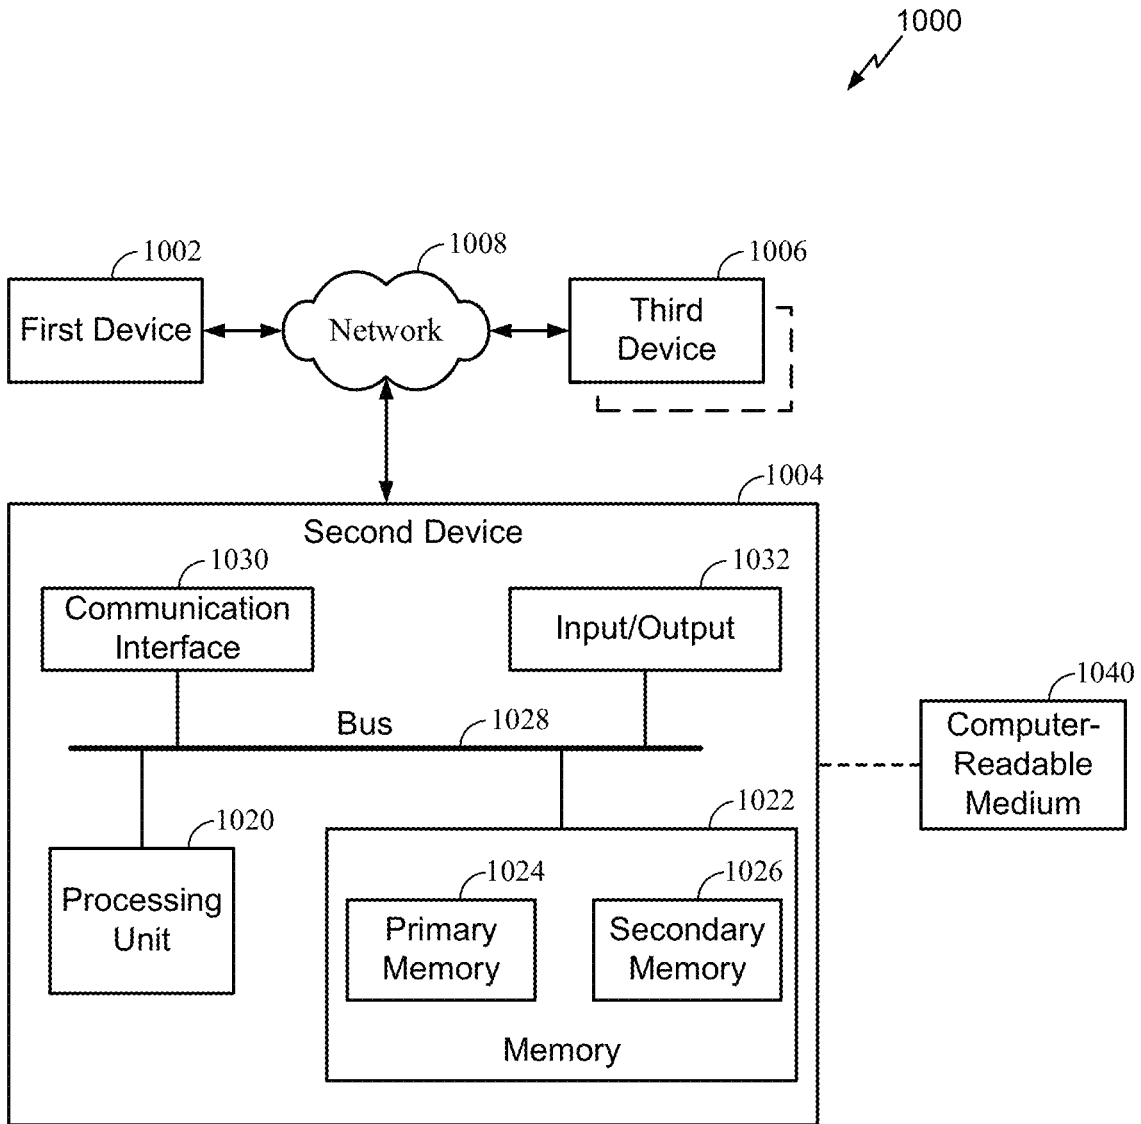 1000
1002
1008
1006
First Device
Network
Third
Device
1004
Second Device
1030
1032
Communication
Interface
Input/Output
1040
Computer-
Readable
Medium
Bus
1028
1020
1022
Processing
Unit
1024
1026
Primary
Memory
Secondary
Memory
Memory